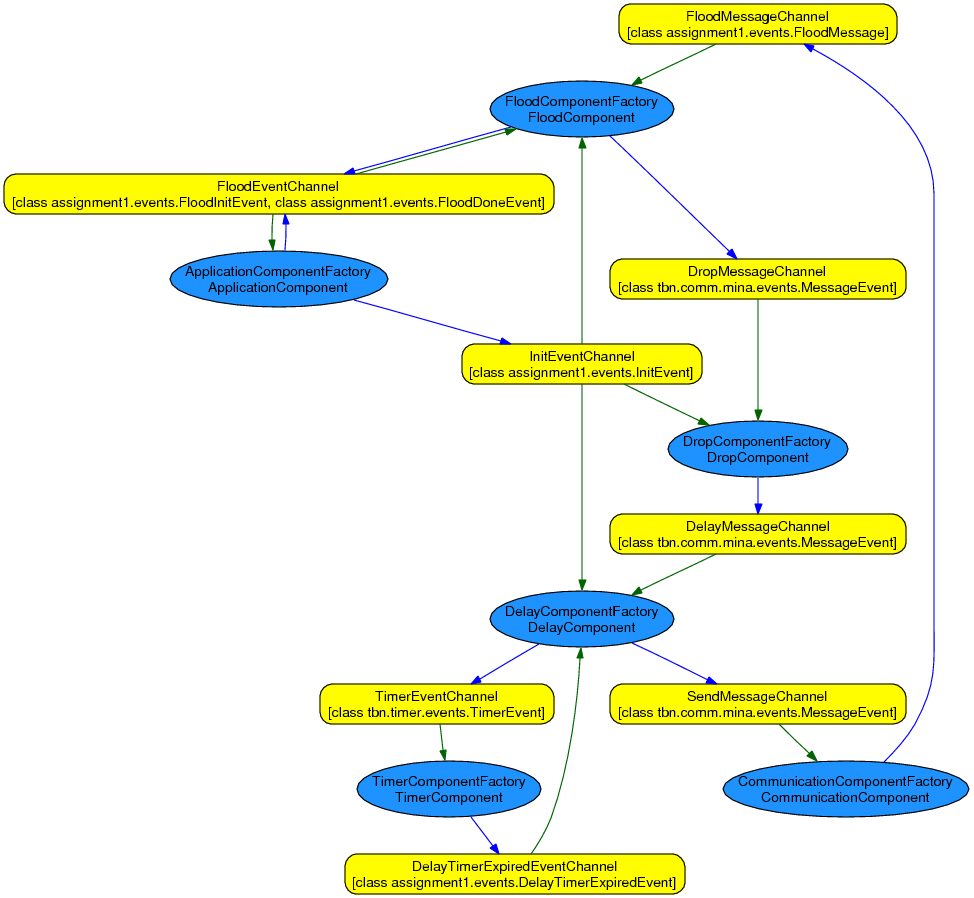 FloodMessageChannel
[class assignment1.events.FloodMessage]
FloodComponentFactory
FloodComponent
FloodEventChannel
[class assignment1.events.FloodInitEvent, class assignment1.events.FloodDoneEvent]
ApplicationComponentFactory
ApplicationComponent
DropMessageChannel
[class tbn.comm.mina.events.MessageEvent]
InitEventChannel
[class assignment1.events.InitEvent]
DropComponentFactory
DropComponent
DelayMessageChannel
[class tbn.comm.mina.events.MessageEvent]
DelayComponentFactory
DelayComponent
TimerEventChannel
[class tbn.timer.events.TimerEvent]
SendMessageChannel
[class tbn.comm.mina.events.MessageEvent]
TimerComponentFactory
TimerComponent
CommunicationComponentFactory
CommunicationComponent
DelayTimerExpiredEventChannel
[class assignment1.events.DelayTimerExpiredEvent]